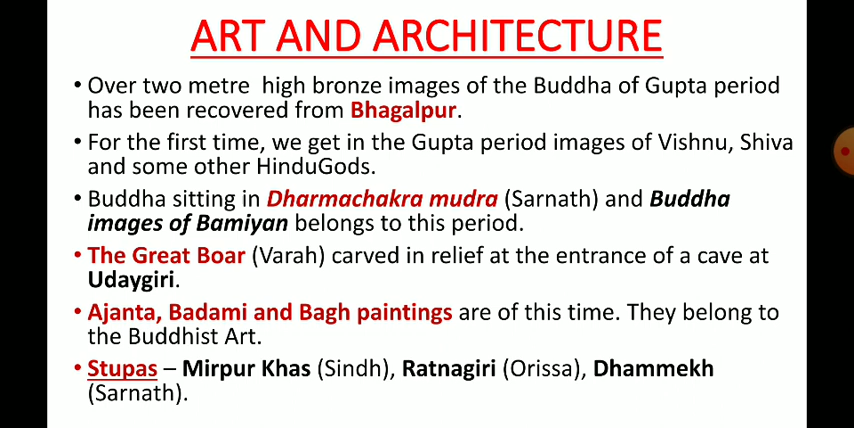 ART AND ARCHITECTURE
• Over two metre high bronze images of the Buddha of Gupta period
has been recovered from Bhagalpur.
• For the first time, we get in the Gupta period images of Vishnu, Shiva
and some other HinduGods.
• Buddha sitting in Dharmachakra mudra (Sarnath) and Buddha
images of Bamiyan belongs to this period.
• The Great Boar (Varah) carved in relief at the entrance of a cave at
Udaygiri.
• Ajanta, Badami and Bagh paintings are of this time. They belong to
the Buddhist Art.
• Stupas – Mirpur Khas (Sindh), Ratnagiri (Orissa), Dhammekh
(Sarnath).